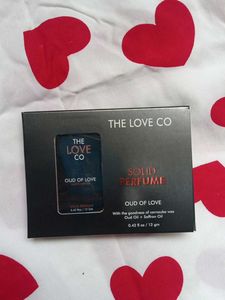 THE LOVE CO
THE
LOVE
CO
OUD OF LOVE
SOLID
PERFUME
OUD OF LOVE
With the goodness of carnauba wax
Oud Oil + Saffron Oil
0.42 fl oz / 12 gm